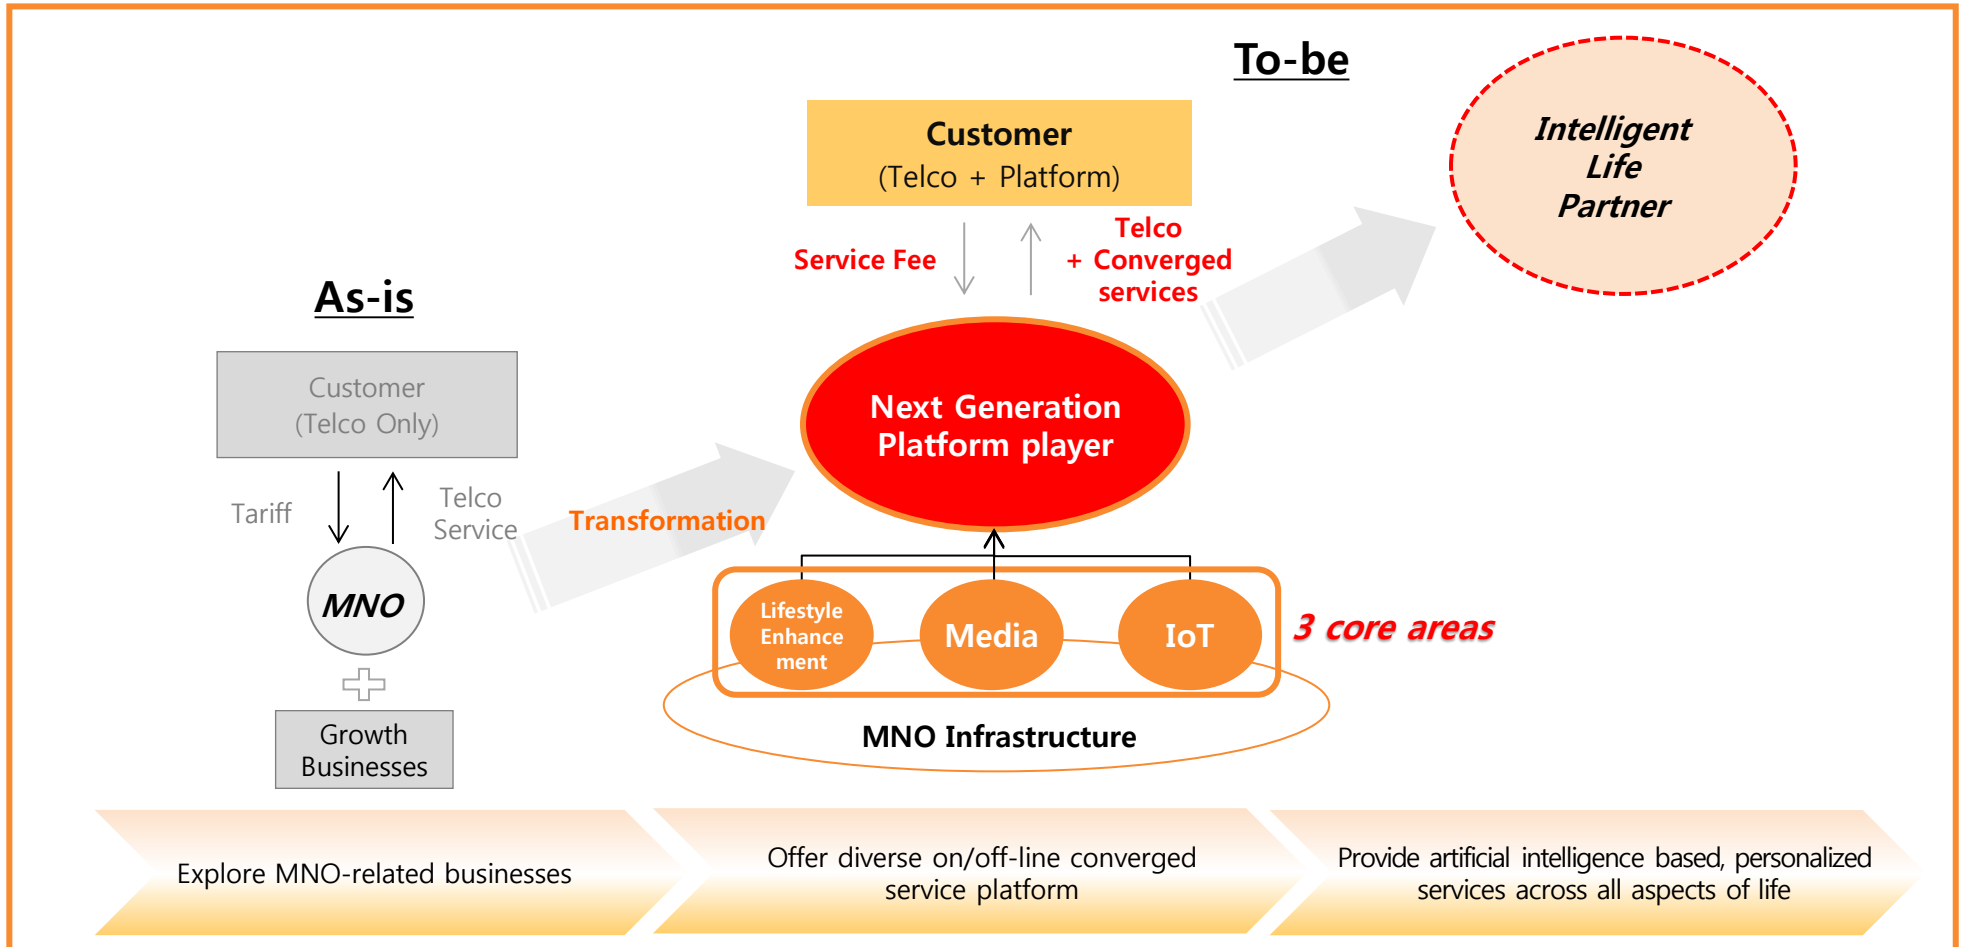 As-is
Customer
(Telco Only)
Tariff
Telco
Service
MNO
Growth
Businesses
Transformation
To-be
Customer
(Telco + Platform)
Service Fee
Telco
+ Converged
services
Next Generation
Platform player
Lifestyle
Enhance
ment
Media
IoT
3 core areas
MNO Infrastructure
Intelligent
Life
Partner
Explore MNO-related businesses
Offer diverse on/off-line converged
service platform
Provide artificial intelligence based, personalized
services across all aspects of life